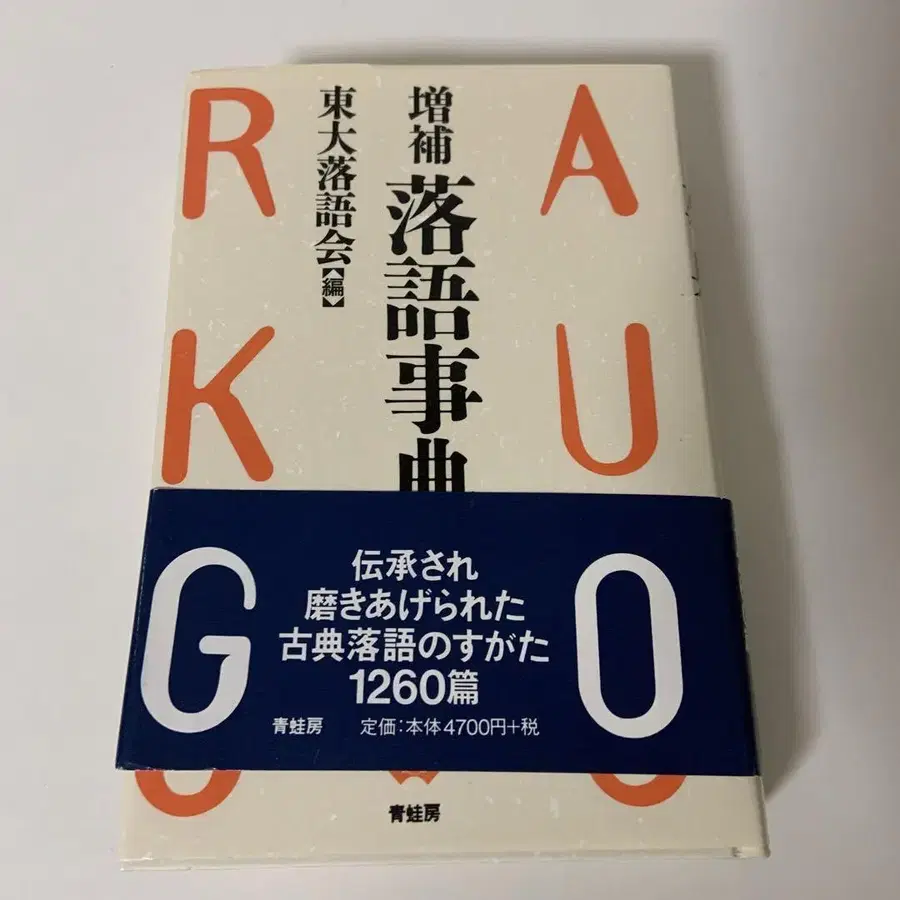 増補 落語事典
東大落語会【編】
R A
K U
G O
伝承され
磨きあげられた
古典落語のすがた
1260篇
青蛙房 定価:本体4700円+税
青蛙房